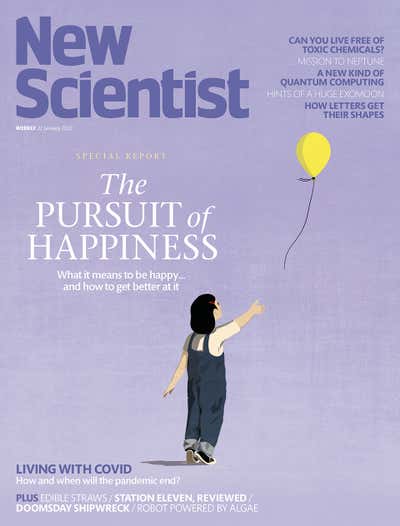 New
Scientist
WEEKLY 22 January 2022
CAN YOU LIVE FREE OF
TOXIC CHEMICALS?
MISSION TO NEPTUNE
A NEW KIND OF
QUANTUM COMPUTING
HINTS OF A HUGE EXOMOON
HOW LETTERS GET
THEIR SHAPES
SPECIAL REPORT
The
PURSUIT of
HAPPINESS
What it means to be happy...
and how to get better at it
LIVING WITH COVID
How and when will the pandemic end?
PLUS EDIBLE STRAWS / STATION ELEVEN, REVIEWED /
DOOMSDAY SHIPWRECK / ROBOT POWERED BY ALGAE